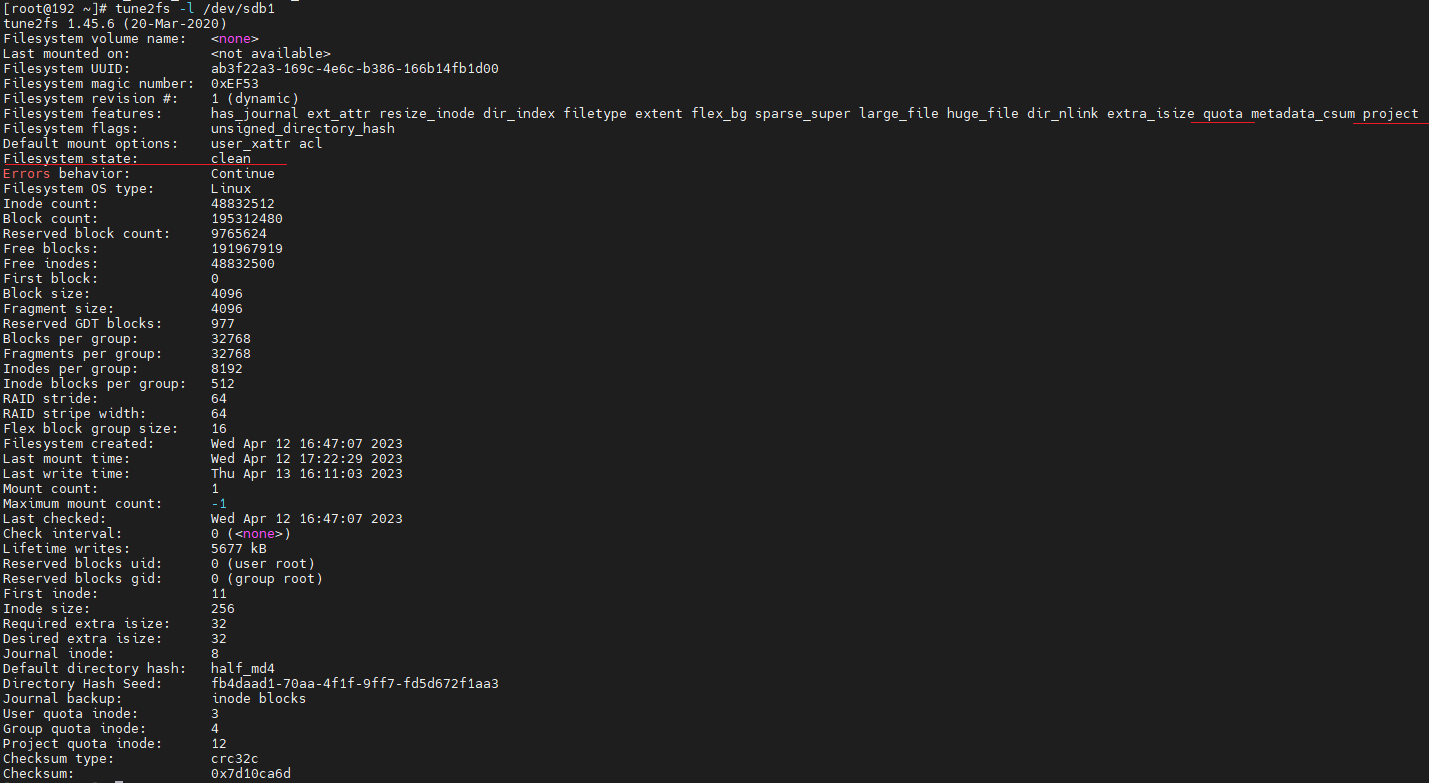 [root@192 ~]# tune2fs -l /dev/sdb1
tune2fs 1.45.6 (20-Mar-2020)
Filesystem volume name:   <none>
Last mounted on:          <not available>
Filesystem UUID:          ab3f22a3-169c-4e6c-b386-166b14fb1d00
Filesystem magic number:  0xEF53
Filesystem revision #:    1 (dynamic)
Filesystem features:      has_journal ext_attr resize_inode dir_index filetype extent flex_bg sparse_super large_file huge_file dir_nlink extra_isize quota metadata_csum project
Filesystem flags:         unsigned_directory_hash
Default mount options:    user_xattr acl
Filesystem state:         clean
Errors behavior:          Continue
Filesystem OS type:       Linux
Inode count:              48832512
Block count:              195312480
Reserved block count:     9765624
Free blocks:              191967919
Free inodes:              48832500
First block:              0
Block size:               4096
Fragment size:            4096
Reserved GDT blocks:      977
Blocks per group:         32768
Fragments per group:      32768
Inodes per group:         8192
Inode blocks per group:   512
RAID stride:              64
RAID stripe width:        64
Flex block group size:    16
Filesystem created:       Wed Apr 12 16:47:07 2023
Last mount time:          Wed Apr 12 17:22:29 2023
Last write time:          Thu Apr 13 16:11:03 2023
Mount count:              1
Maximum mount count:      -1
Last checked:             Wed Apr 12 16:47:07 2023
Check interval:           0 (<none>)
Lifetime writes:          5677 kB
Reserved blocks uid:      0 (user root)
Reserved blocks gid:      0 (group root)
First inode:              11
Inode size:               256
Required extra isize:     32
Desired extra isize:      32
Journal inode:            8
Default directory hash:   half_md4
Directory Hash Seed:      fb4daad1-70aa-4f1f-9ff7-fd5d672f1aa3
Journal backup:           inode blocks
User quota inode:         3
Group quota inode:        4
Project quota inode:      12
Checksum type:            crc32c
Checksum:                 0x7d10ca6d